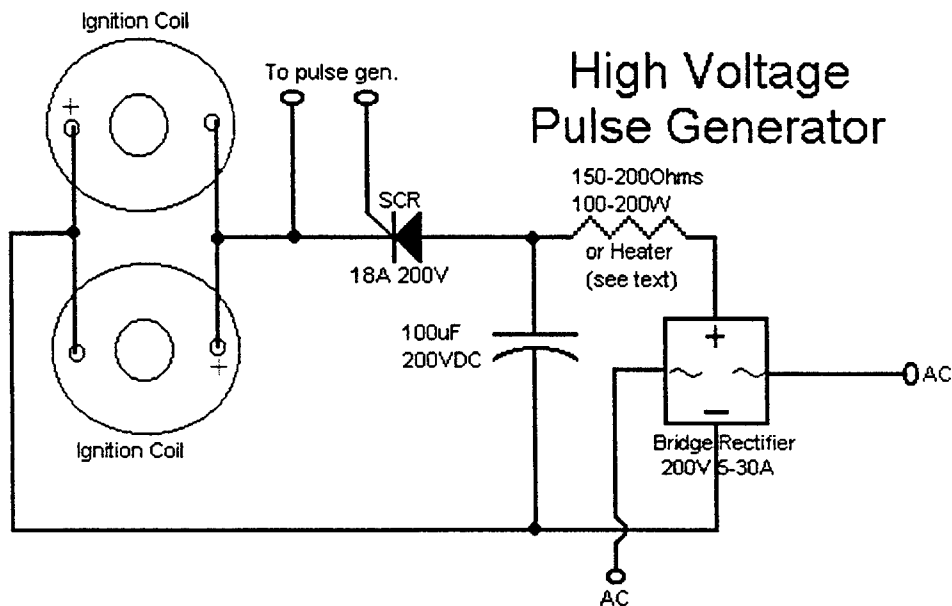 Ignition Coil
High Voltage
Pulse Generator
To pulse gen.
+
SCR
18A 200V
150-200Ohms
100-200W
or Heater
(see text)
100uF
200VDC
+
~ ~
−
AC
Bridge Rectifier
200V 5-30A
+
Ignition Coil
AC